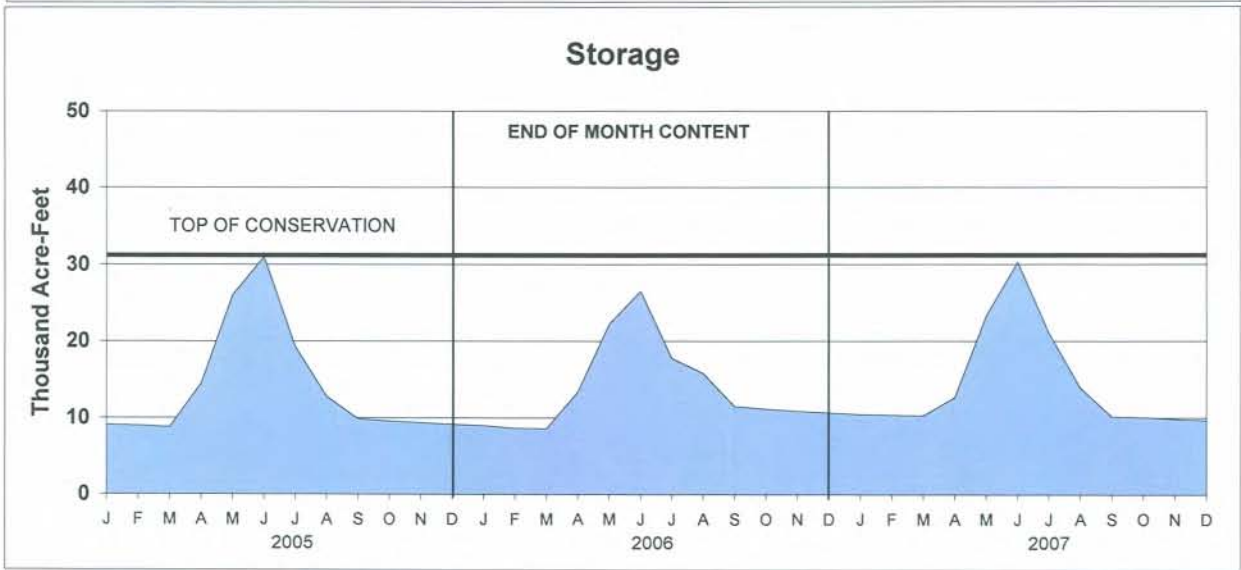 Storage
END OF MONTH CONTENT
TOP OF CONSERVATION
Thousand Acre-Feet
50
40
30
20
10
0
J F M A M J J A S O N D J F M A M J J A S O N D J F M A M J J A S O N D
2005 2006 2007